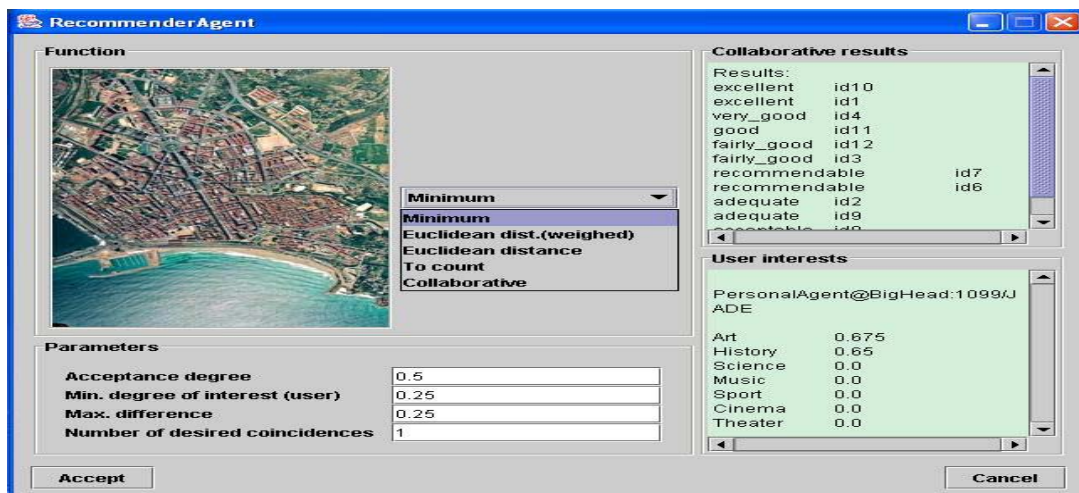 RecommenderAgent
Function
Minimum
Minimum
Euclidean dist.(weighed)
Euclidean distance
To count
Collaborative
Parameters
Acceptance degree 0.5
Min. degree of interest (user) 0.25
Max. difference 0.25
Number of desired coincidences 1
Collaborative results
Results:
excellent id10
excellent id1
very_good id4
good id11
fairly_good id12
fairly_good id3
recommendable id7
recommendable id6
adequate id2
adequate id9
User interests
PersonalAgent@BigHead:1099/J
ADE
Art 0.675
History 0.65
Science 0.0
Music 0.0
Sport 0.0
Cinema 0.0
Theater 0.0
Accept
Cancel